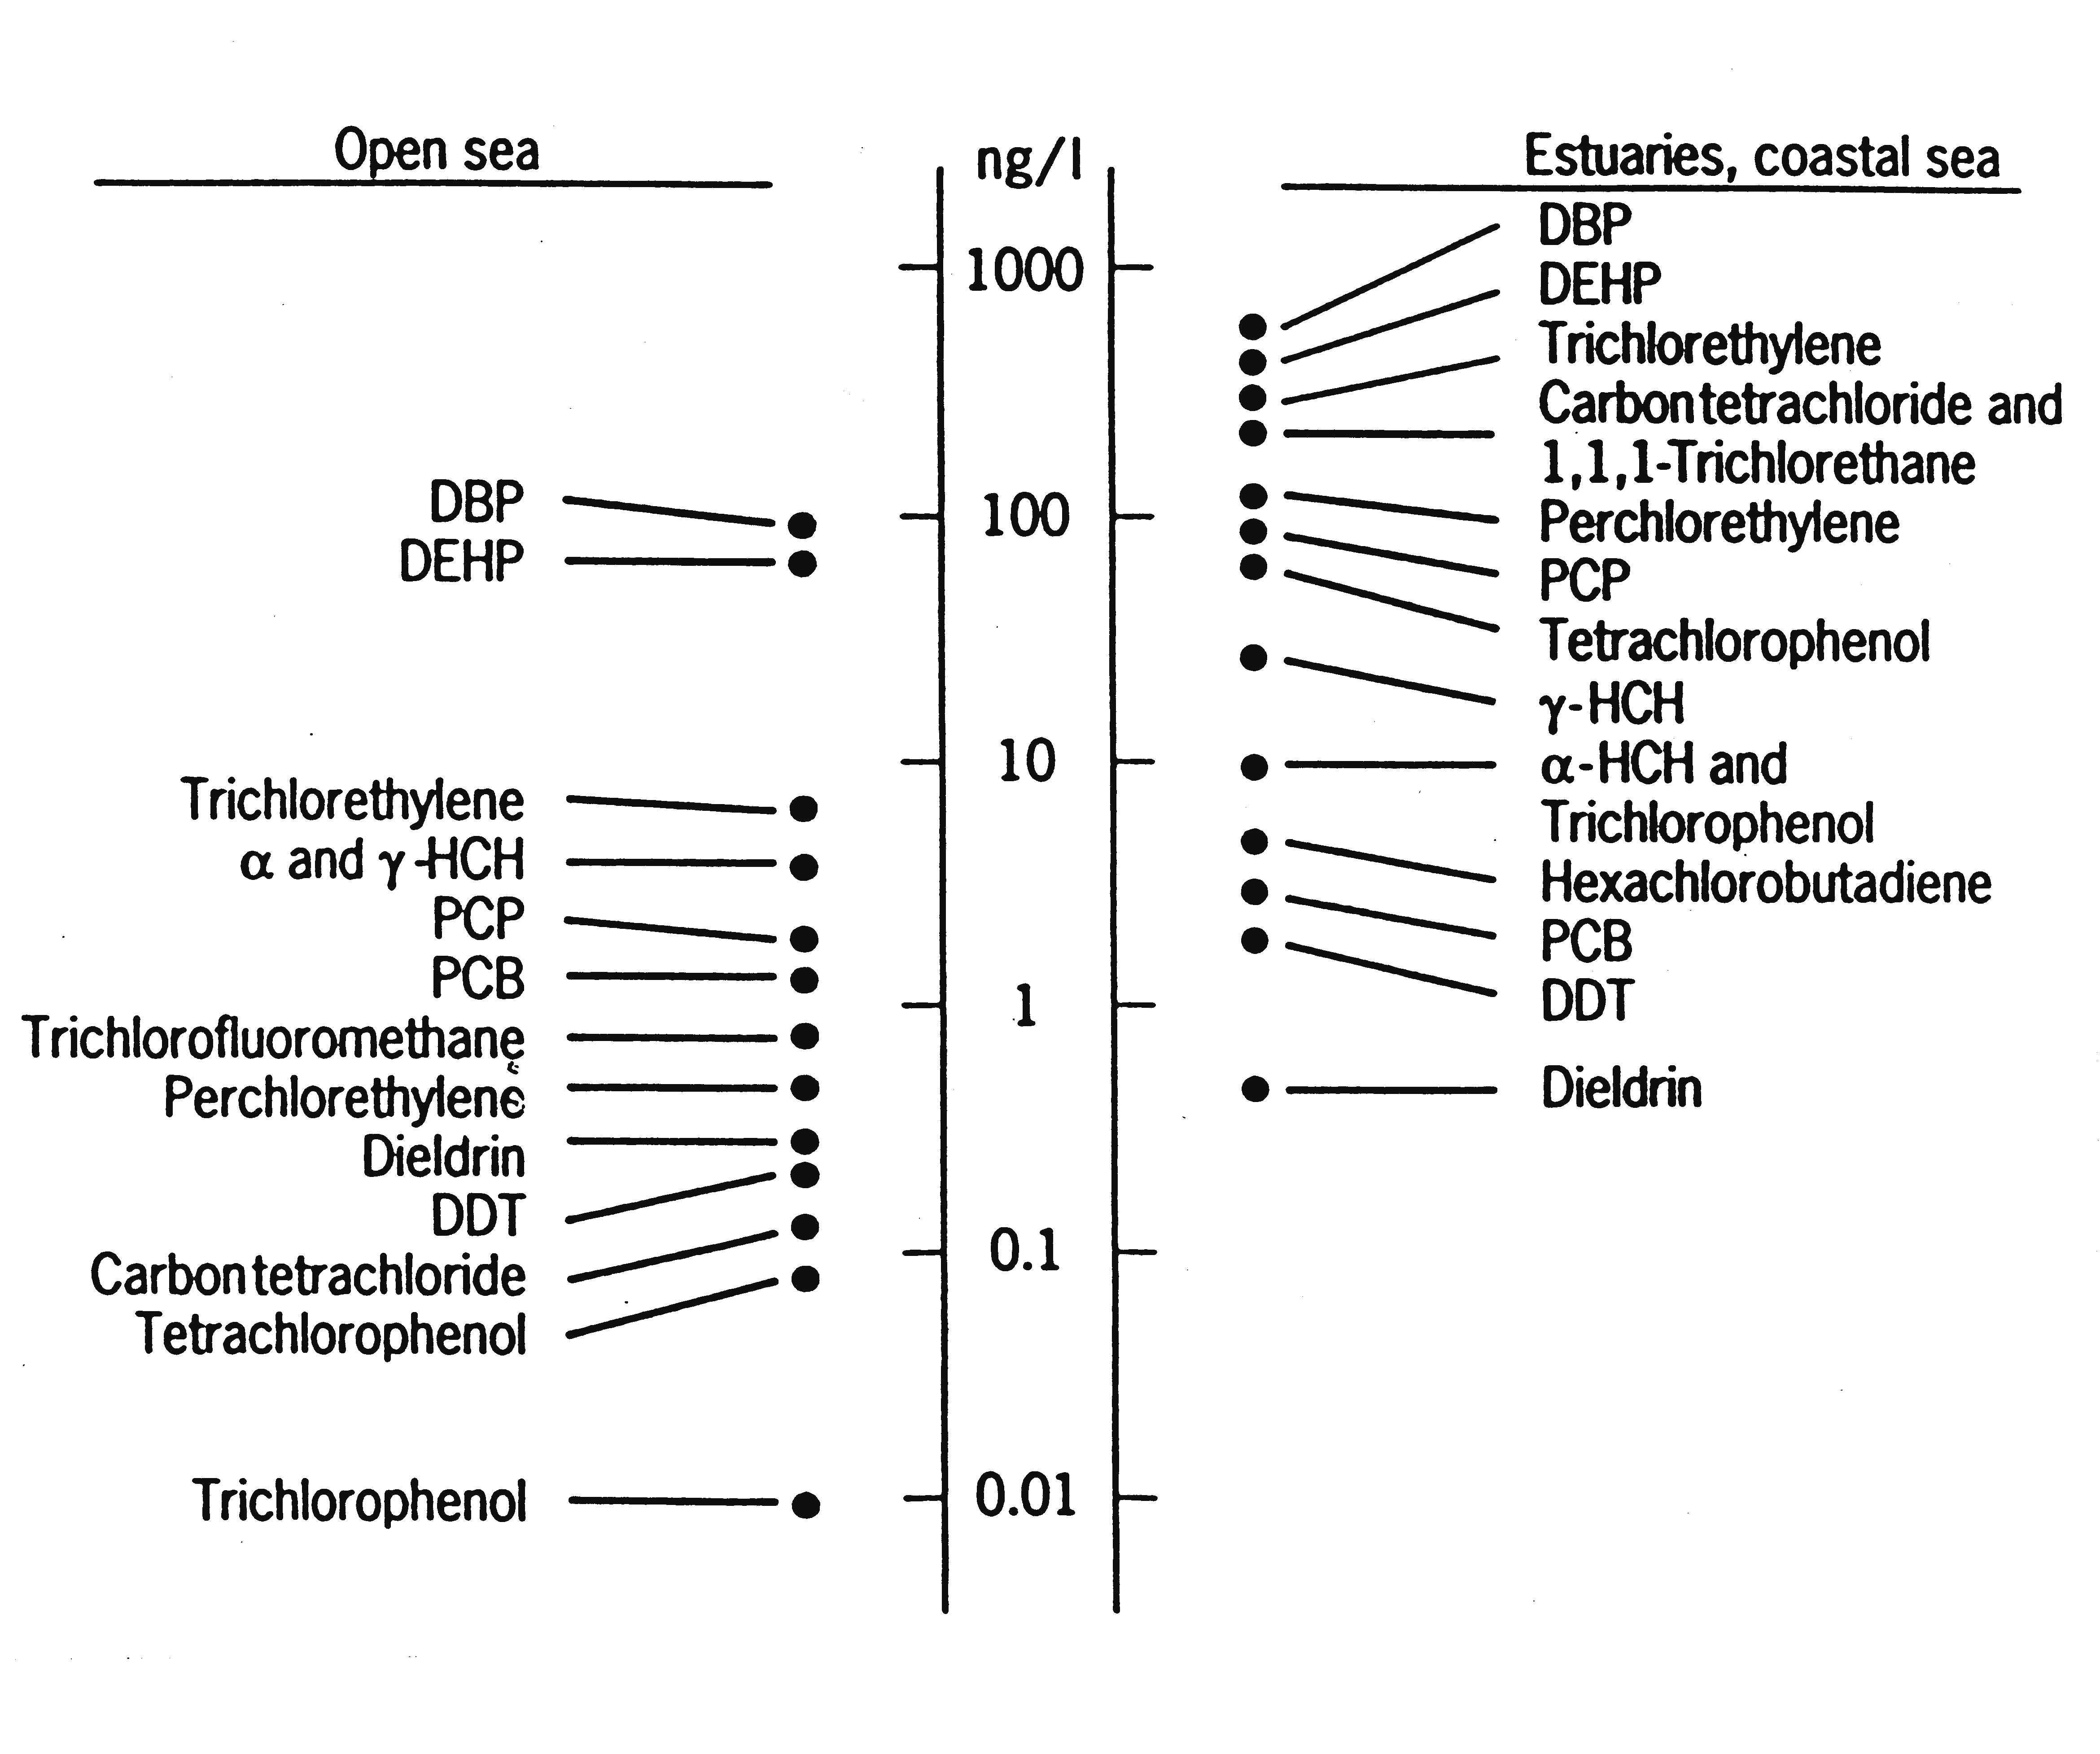 Open sea
DBP
DEHP
Trichlorethylene
α and γ-HCH
PCP
PCB
Trichlorofluoromethane
Perchlorethylene
Dieldrin
DDT
Carbontetrachloride
Tetrachlorophenol
Trichlorophenol
ng/l
1000
100
10
1
0.1
0.01
Estuaries, coastal sea
DBP
DEHP
Trichlorethylene
Carbontetrachloride and
1,1,1-Trichlorethane
Perchlorethylene
PCP
Tetrachlorophenol
γ-HCH
α-HCH and
Trichlorophenol
Hexachlorobutadiene
PCB
DDT
Dieldrin